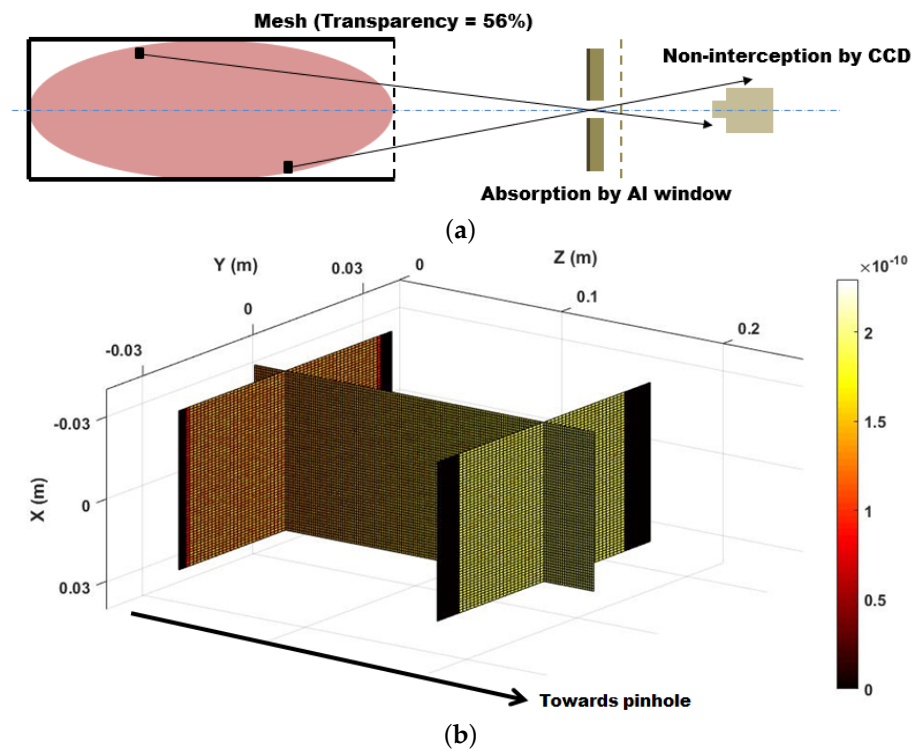 Mesh (Transparency = 56%)
Non-interception by CCD
Absorption by Al window
(a)
Y (m)
Z (m)
-0.03
0
0.03
0
0.1
0.2
X (m)
-0.03
0
0.03
×10⁻¹⁰
2
1.5
1
0.5
0
Towards pinhole
(b)